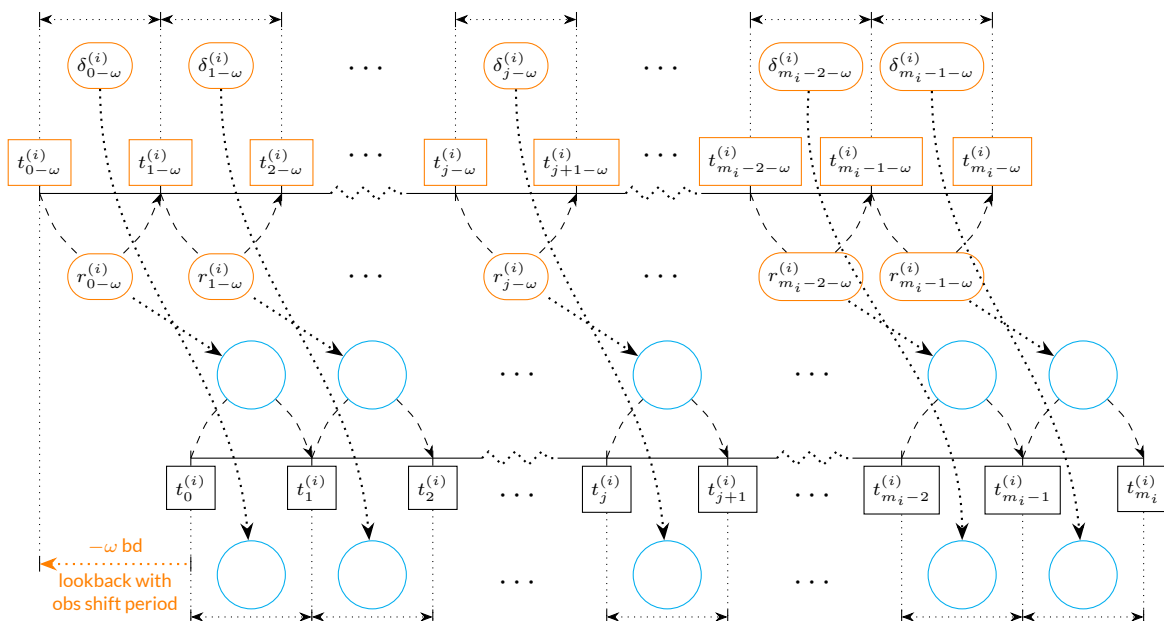 δ_{0−ω}^{(i)} δ_{1−ω}^{(i)} · · · δ_{j−ω}^{(i)} · · · δ_{m_i−2−ω}^{(i)} δ_{m_i−1−ω}^{(i)}
t_{0−ω}^{(i)} t_{1−ω}^{(i)} t_{2−ω}^{(i)} · · · t_{j−ω}^{(i)} t_{j+1−ω}^{(i)} · · · t_{m_i−2−ω}^{(i)} t_{m_i−1−ω}^{(i)} t_{m_i−ω}^{(i)}
r_{0−ω}^{(i)} r_{1−ω}^{(i)} · · · r_{j−ω}^{(i)} · · · r_{m_i−2−ω}^{(i)} r_{m_i−1−ω}^{(i)}
· · · · · ·
t_0^{(i)} t_1^{(i)} t_2^{(i)} · · · t_j^{(i)} t_{j+1}^{(i)} · · · t_{m_i−2}^{(i)} t_{m_i−1}^{(i)} t_{m_i}^{(i)}
−ω bd
lookback with · · · · · ·
obs shift period